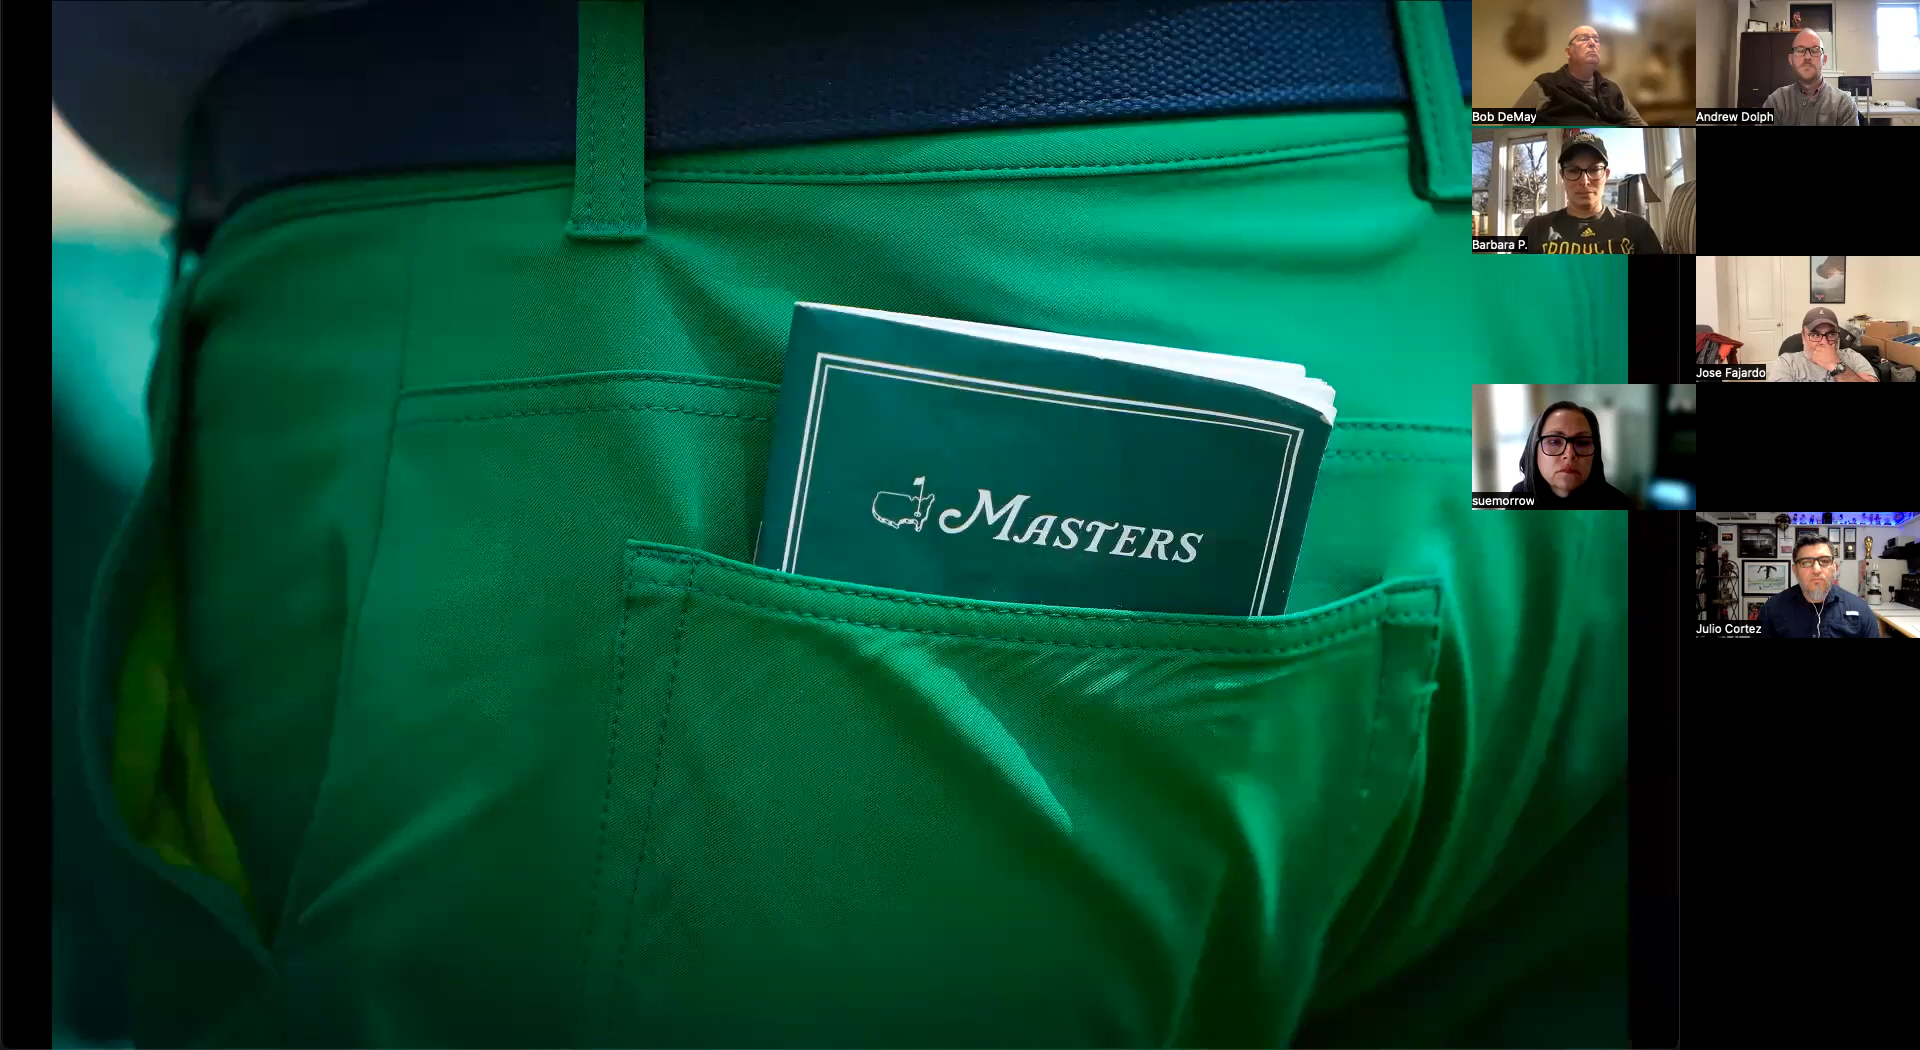 MASTERS
Bob DeMay
Andrew Dolph
Barbara P.
Jose Fajardo
suemorrow
Julio Cortez